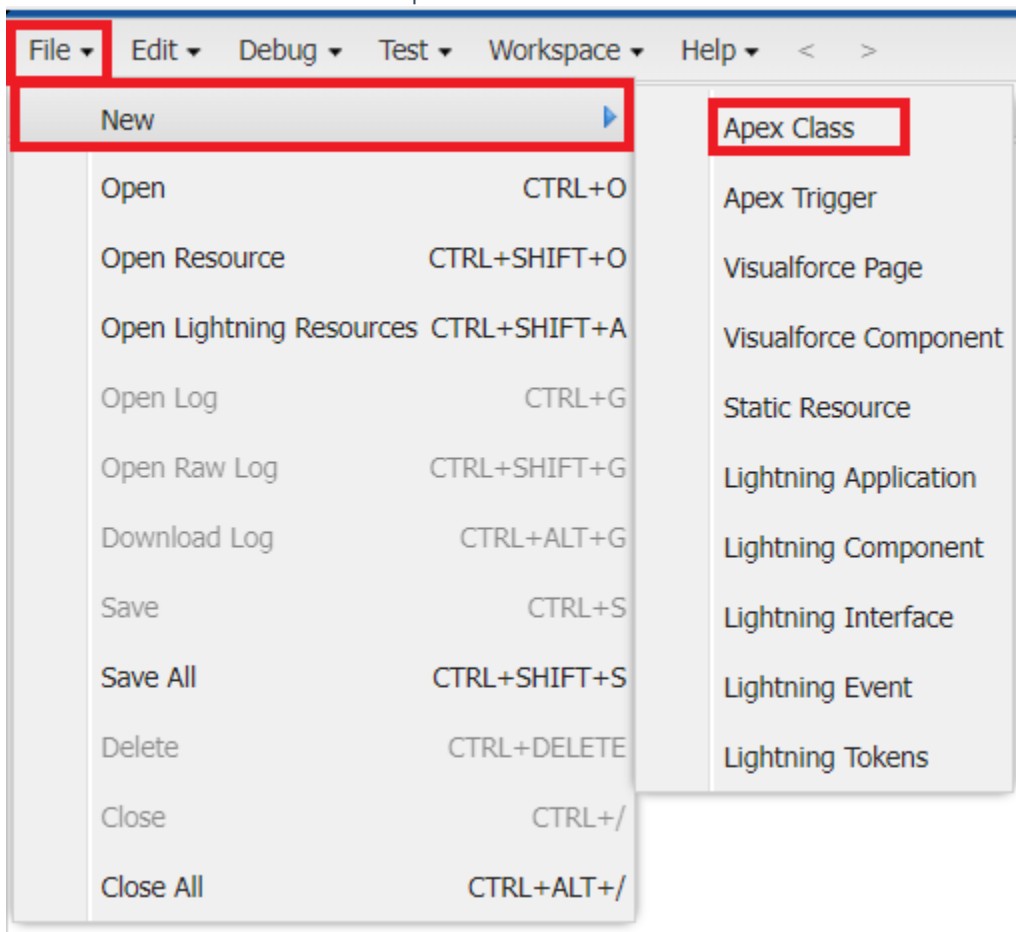 File Edit Debug Test Workspace Help < >
New
Open CTRL+O
Open Resource CTRL+SHIFT+O
Open Lightning Resources CTRL+SHIFT+A
Open Log CTRL+G
Open Raw Log CTRL+SHIFT+G
Download Log CTRL+ALT+G
Save CTRL+S
Save All CTRL+SHIFT+S
Delete CTRL+DELETE
Close CTRL+/
Close All CTRL+ALT+/
Apex Class
Apex Trigger
Visualforce Page
Visualforce Component
Static Resource
Lightning Application
Lightning Component
Lightning Interface
Lightning Event
Lightning Tokens